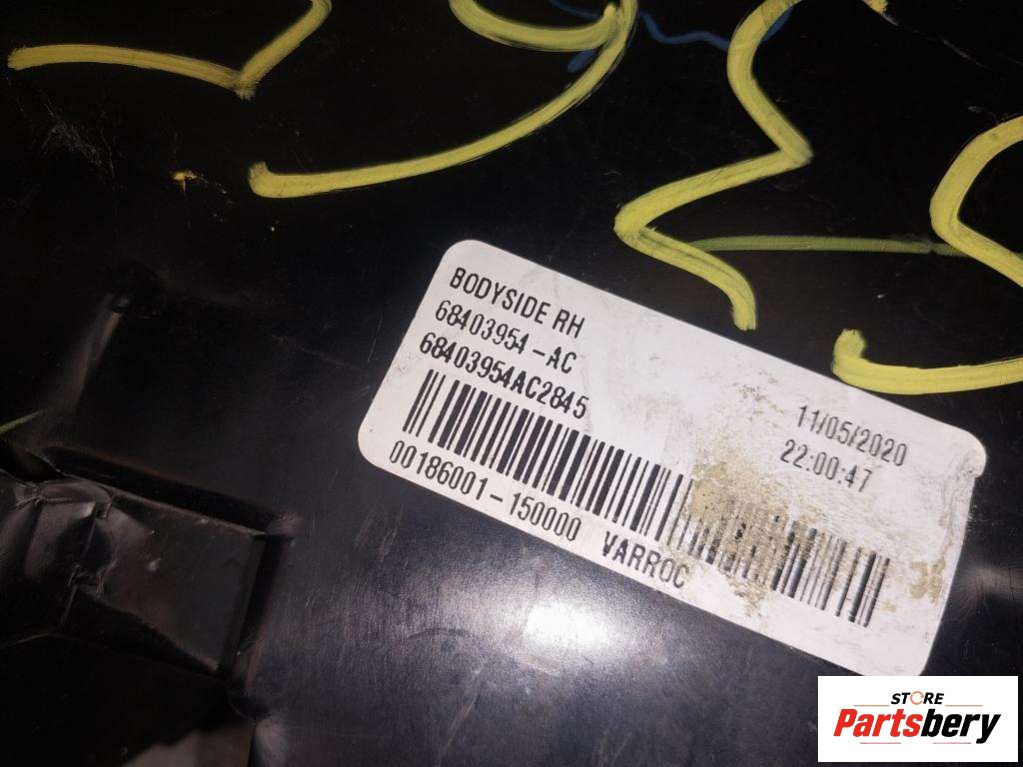 BODYSIDE RH
68403954-AC
68403954AC2845
11/05/2020
22:00:47
00186001-150000 VARROC
STORE
Partsbery